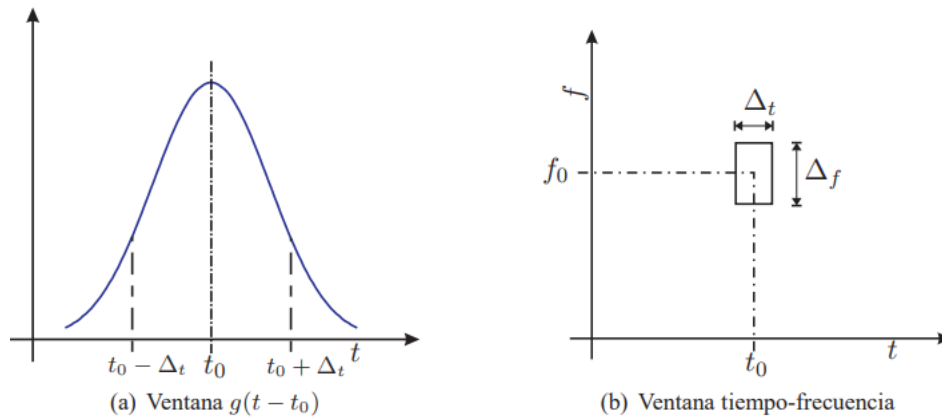 t₀ − Δₜ t₀ t₀ + Δₜ t
(a) Ventana g(t − t₀)
f
Δₜ
f₀
Δ_f
t₀
t
(b) Ventana tiempo-frecuencia